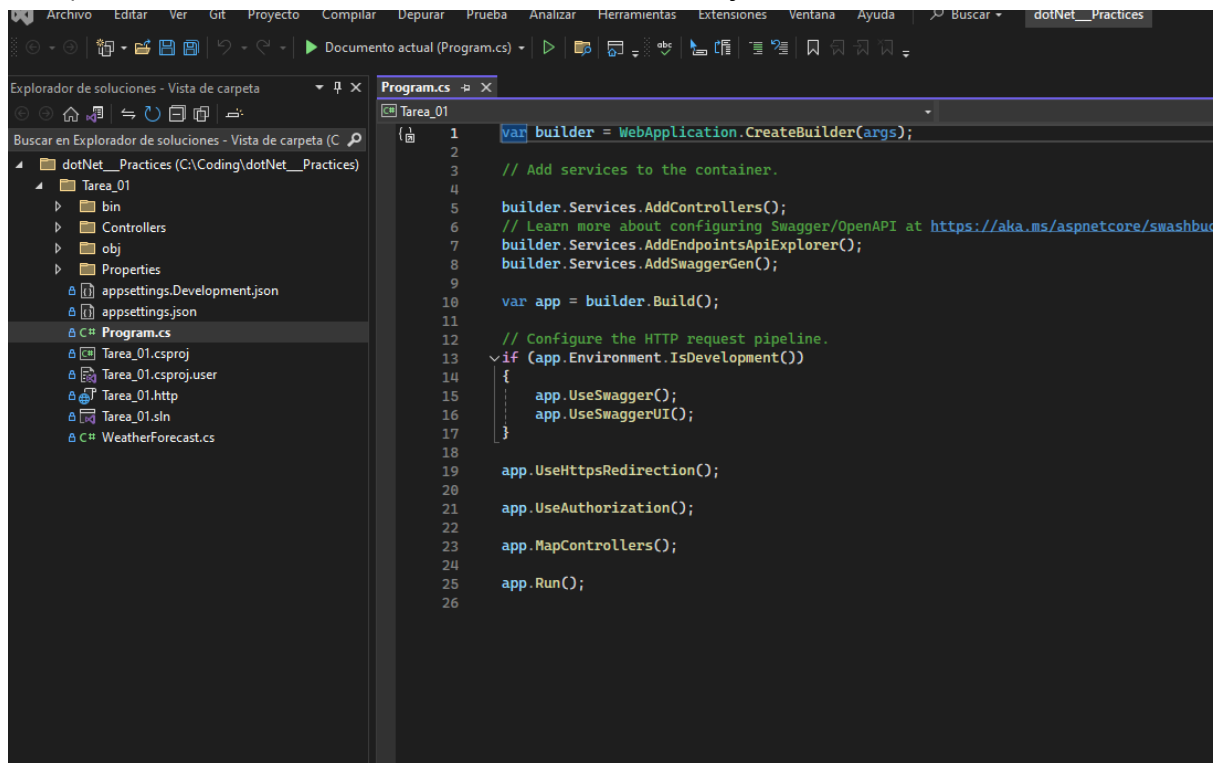 Archivo Editar Ver Git Proyecto Compilar Depurar Prueba Analizar Herramientas Extensiones Ventana Ayuda Buscar dotNet__Practices
Documento actual (Program.cs)
Explorador de soluciones - Vista de carpeta
Buscar en Explorador de soluciones - Vista de carpeta (C
dotNet__Practices (C:\Coding\dotNet__Practices)
Tarea_01
bin
Controllers
obj
Properties
appsettings.Development.json
appsettings.json
C# Program.cs
Tarea_01.csproj
Tarea_01.csproj.user
Tarea_01.http
Tarea_01.sln
C# WeatherForecast.cs
Program.cs
C# Tarea_01
1 var builder = WebApplication.CreateBuilder(args);
2
3 // Add services to the container.
4
5 builder.Services.AddControllers();
6 // Learn more about configuring Swagger/OpenAPI at https://aka.ms/aspnetcore/swashbuc
7 builder.Services.AddEndpointsApiExplorer();
8 builder.Services.AddSwaggerGen();
9
10 var app = builder.Build();
11
12 // Configure the HTTP request pipeline.
13 if (app.Environment.IsDevelopment())
14 {
15 app.UseSwagger();
16 app.UseSwaggerUI();
17 }
18
19 app.UseHttpsRedirection();
20
21 app.UseAuthorization();
22
23 app.MapControllers();
24
25 app.Run();
26